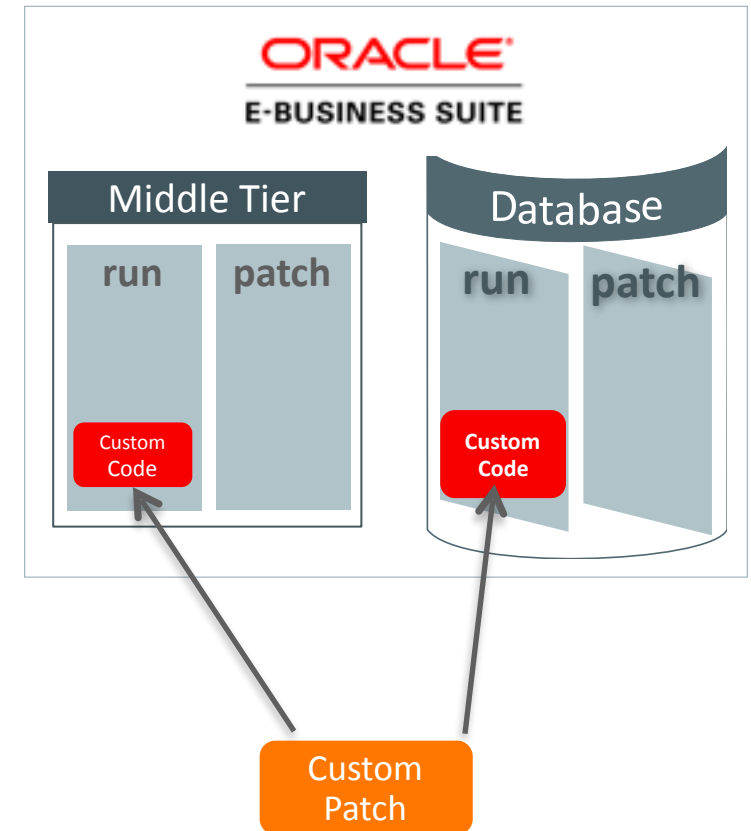 ORACLE
E-BUSINESS SUITE
Middle Tier
Database
run
patch
run
patch
Custom
Code
Custom
Code
Custom
Patch